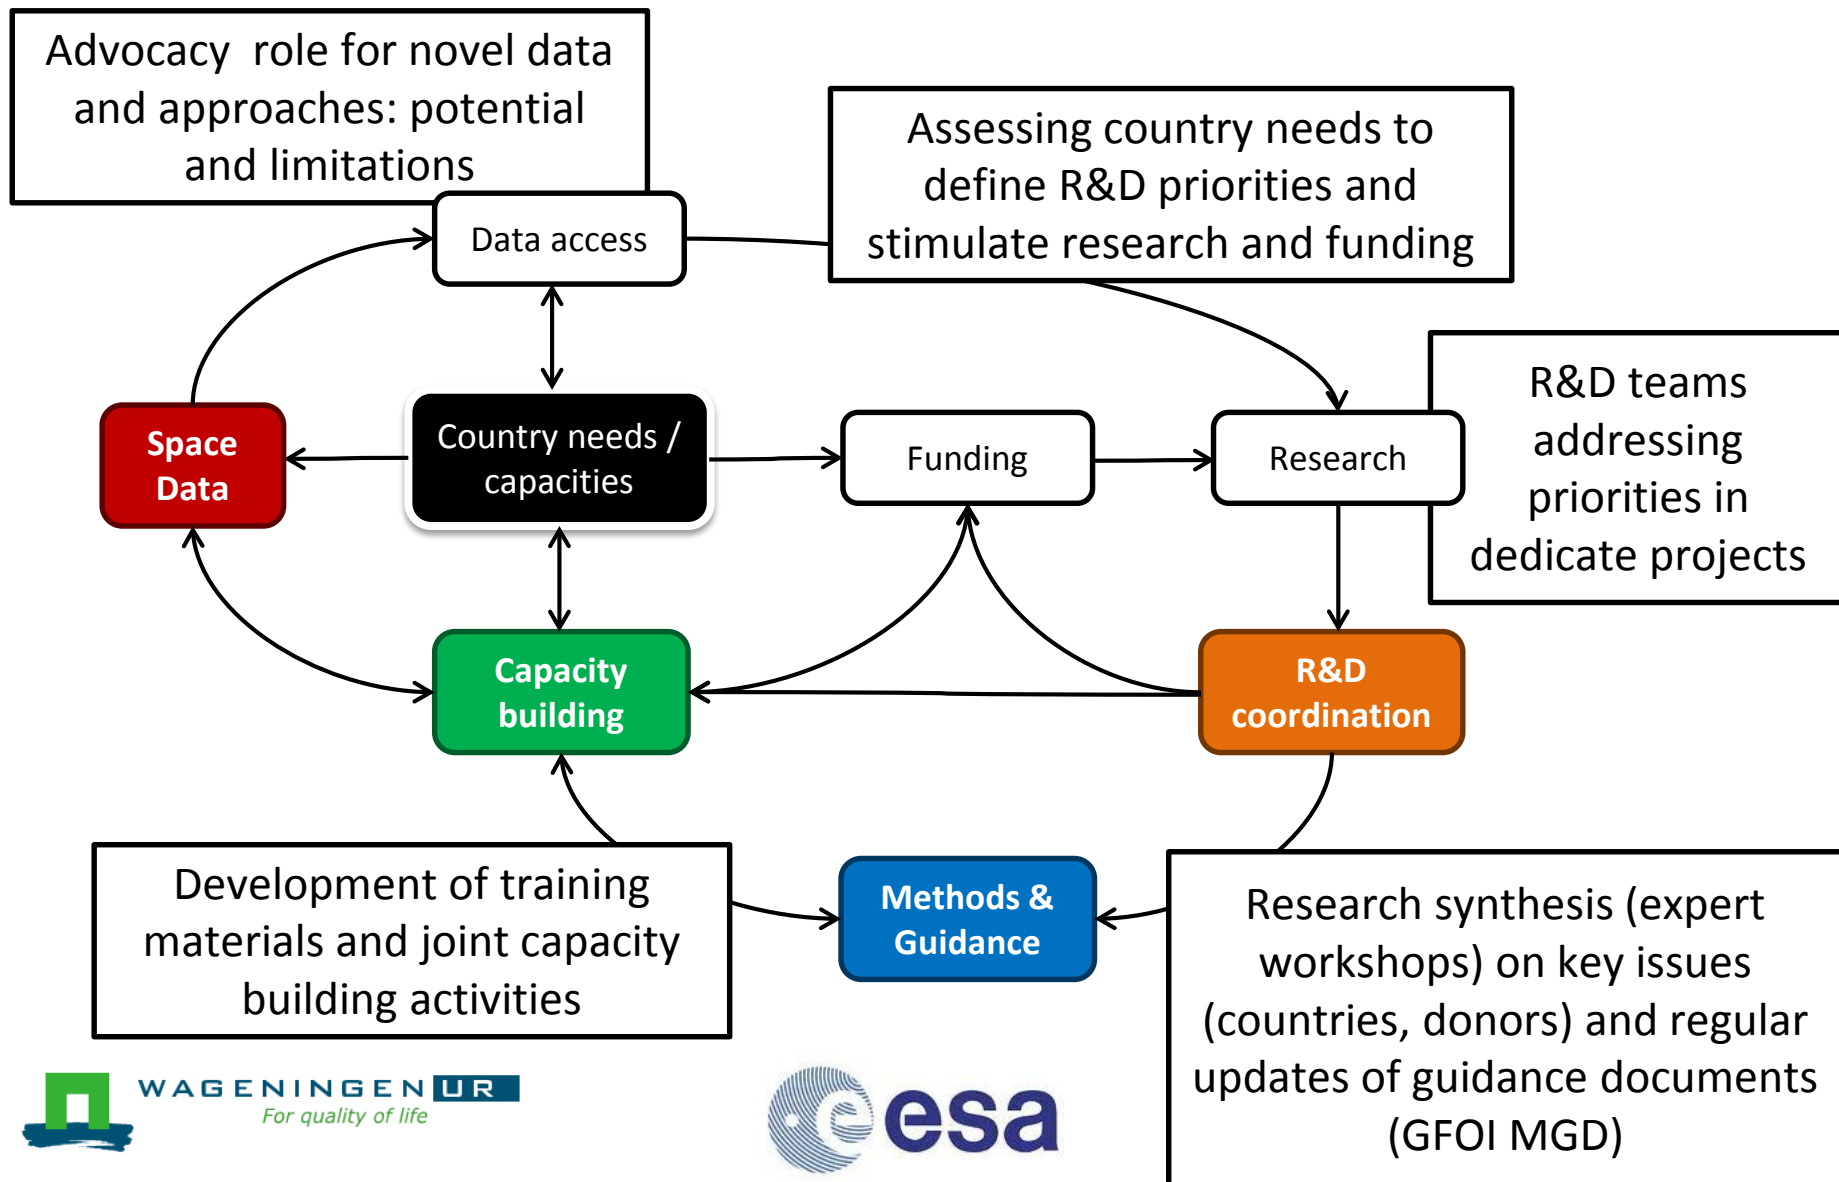 Advocacy role for novel data
and approaches: potential
and limitations
Assessing country needs to
define R&D priorities and
stimulate research and funding
Data access
R&D teams
addressing
priorities in
dedicate projects
Space
Data
Country needs /
capacities
Funding
Research
Capacity
building
R&D
coordination
Development of training
materials and joint capacity
building activities
Methods &
Guidance
Research synthesis (expert
workshops) on key issues
(countries, donors) and regular
updates of guidance documents
(GFOI MGD)
WAGENINGEN UR
For quality of life
esa